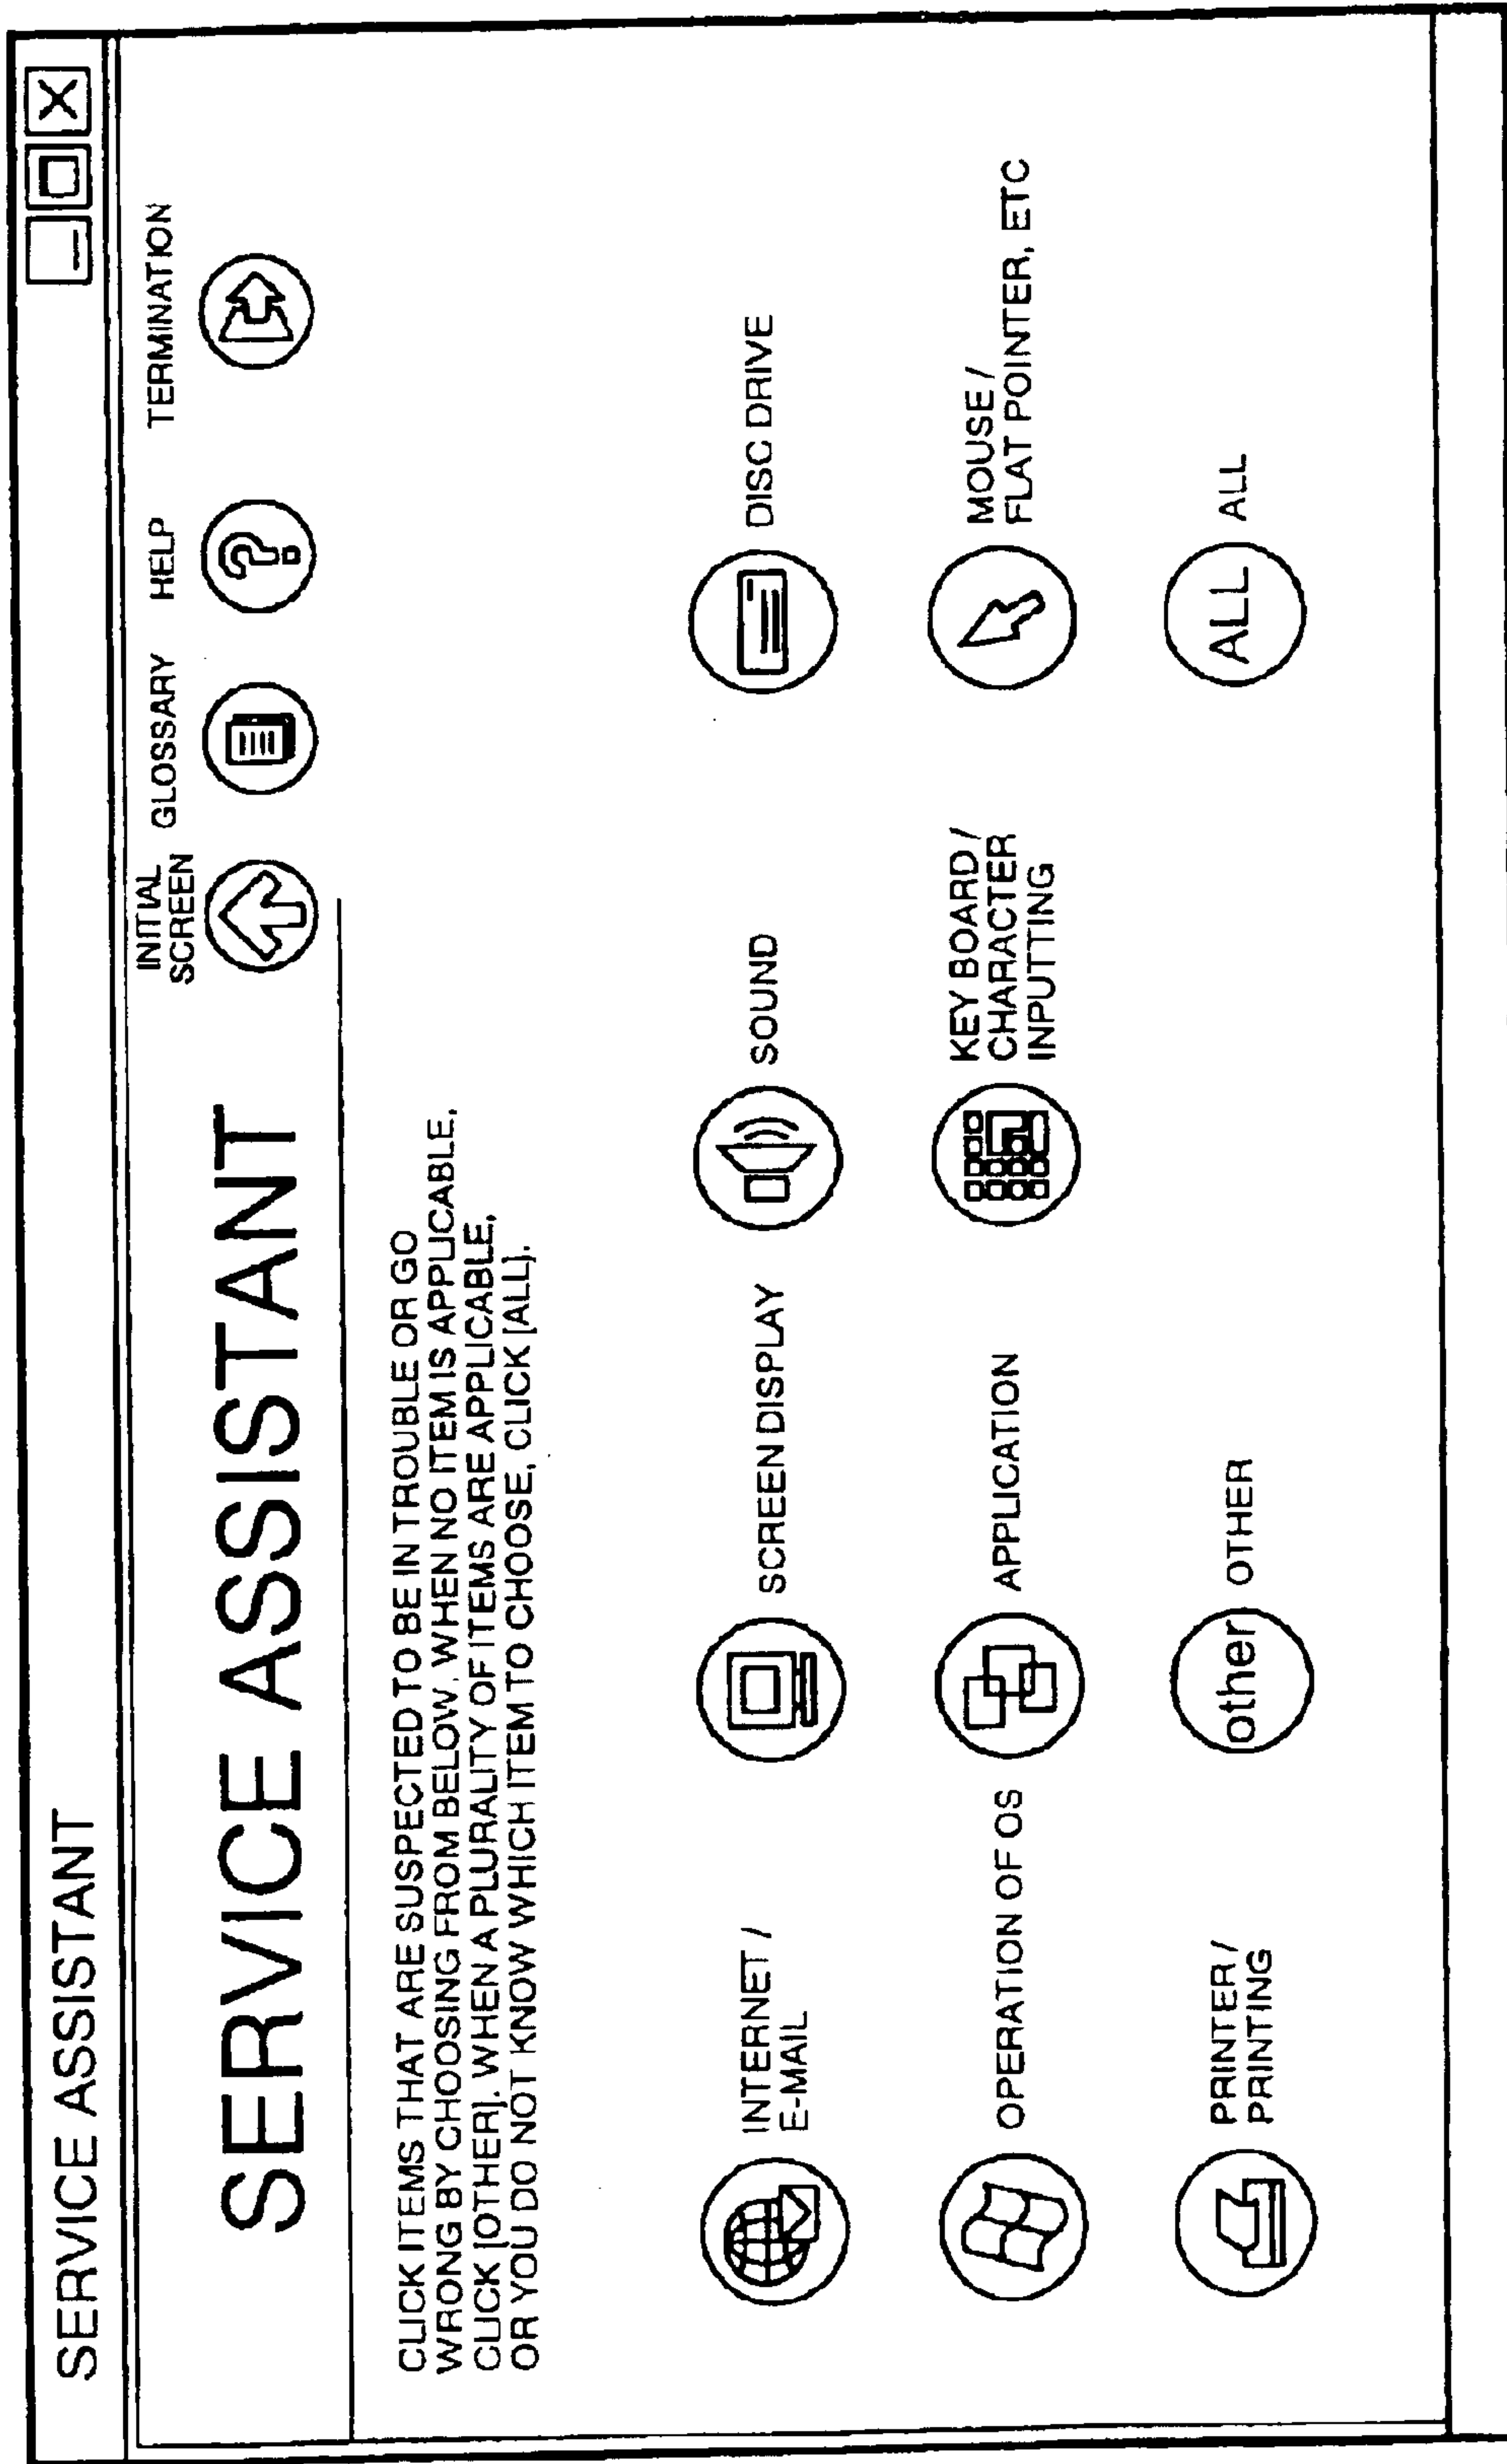 SERVICE ASSISTANT
INITIAL
SCREEN
GLOSSARY
HELP
TERMINATION
SERVICE ASSISTANT
CLICK ITEMS THAT ARE SUSPECTED TO BE IN TROUBLE OR GO
WRONG BY CHOOSING FROM BELOW. WHEN NO ITEM IS APPLICABLE,
CLICK [OTHER]. WHEN A PLURALITY OF ITEMS ARE APPLICABLE,
OR YOU DO NOT KNOW WHICH ITEM TO CHOOSE, CLICK [ALL].
INTERNET /
E-MAIL
SCREEN DISPLAY
SOUND
DISC DRIVE
OPERATION OF OS
APPLICATION
KEY BOARD /
CHARACTER
INPUTTING
MOUSE /
FLAT POINTER, ETC
PRINTER /
PRINTING
other OTHER
ALL ALL